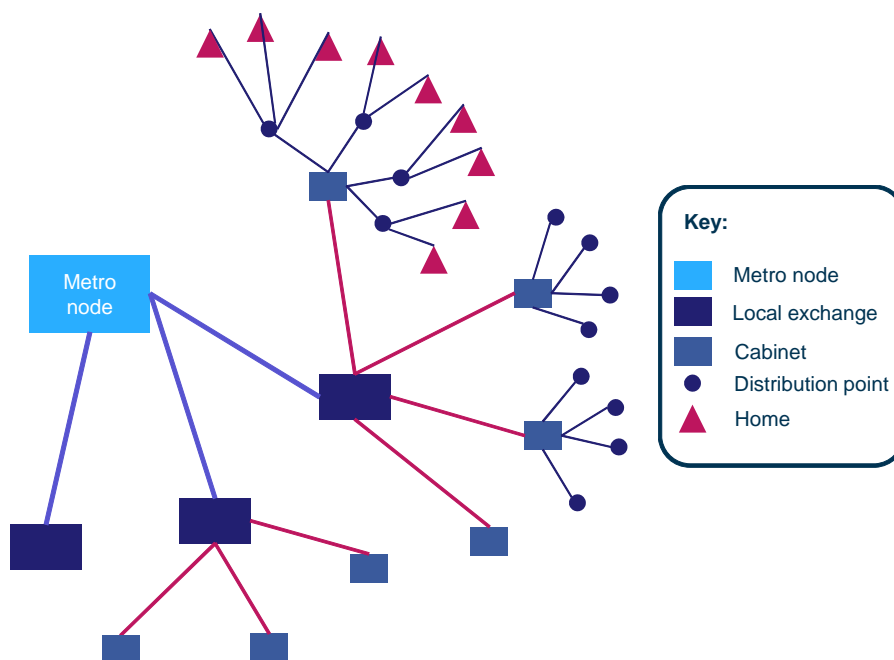 Metro
node
Key:
Metro node
Local exchange
Cabinet
Distribution point
Home